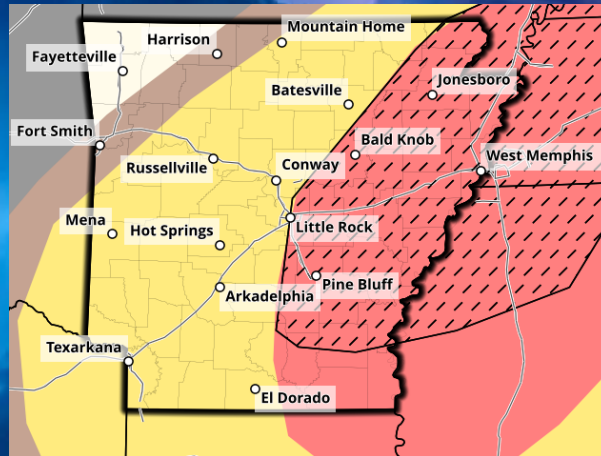 Mountain Home
Harrison
Fayetteville
Jonesboro
Batesville
Fort Smith
Bald Knob
West Memphis
Russellville
Conway
Mena
Hot Springs
Little Rock
Pine Bluff
Arkadelphia
Texarkana
El Dorado